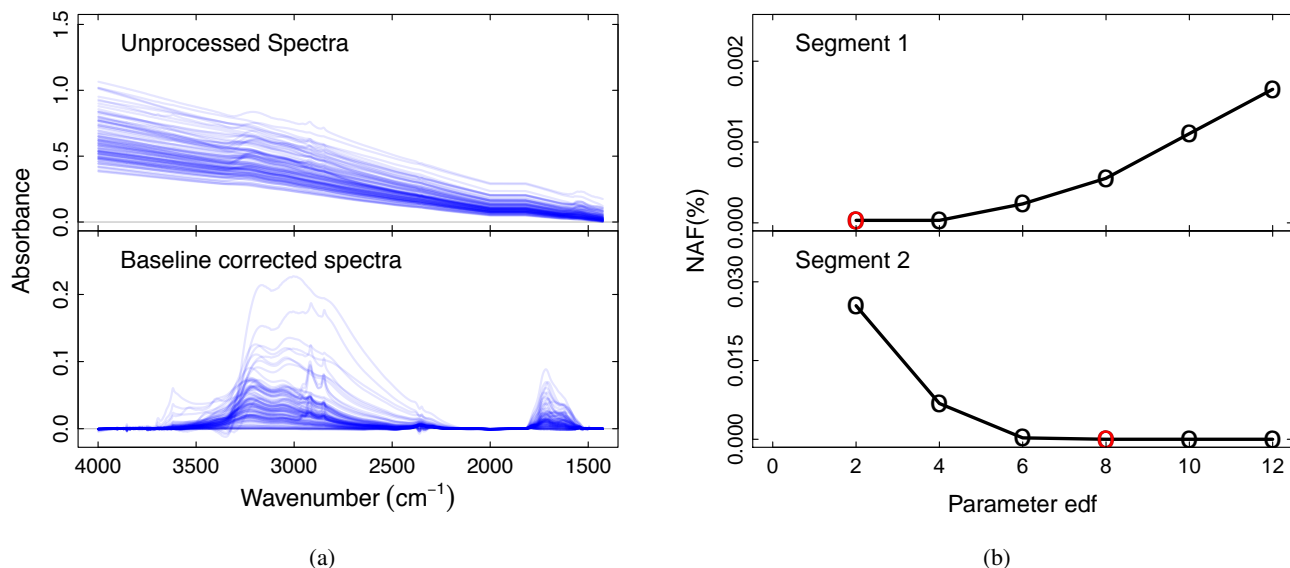 Unprocessed Spectra
Absorbance
0.0 0.5 1.0 1.5
Baseline corrected spectra
0.0 0.1 0.2
4000 3500 3000 2500 2000 1500
Wavenumber (cm⁻¹)
(a)
Segment 1
NAF(%)
0.000 0.001 0.002
Segment 2
0.000 0.015 0.030
0 2 4 6 8 10 12
Parameter edf
(b)